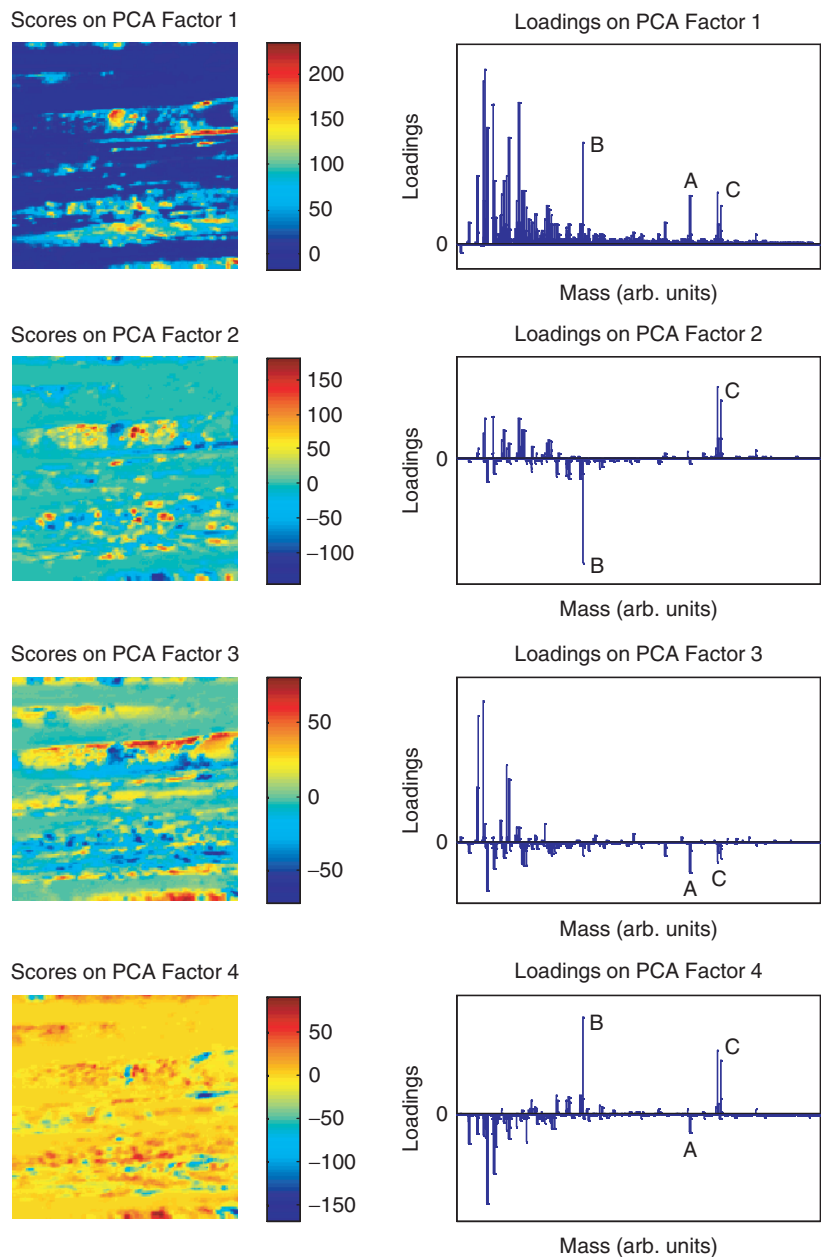 Scores on PCA Factor 1
200
150
100
50
0
Loadings on PCA Factor 1
Loadings
0
B
A
C
Mass (arb. units)
Scores on PCA Factor 2
150
100
50
0
−50
−100
Loadings on PCA Factor 2
Loadings
0
C
B
Mass (arb. units)
Scores on PCA Factor 3
50
0
−50
Loadings on PCA Factor 3
Loadings
0
A
C
Mass (arb. units)
Scores on PCA Factor 4
50
0
−50
−100
−150
Loadings on PCA Factor 4
Loadings
0
B
C
A
Mass (arb. units)